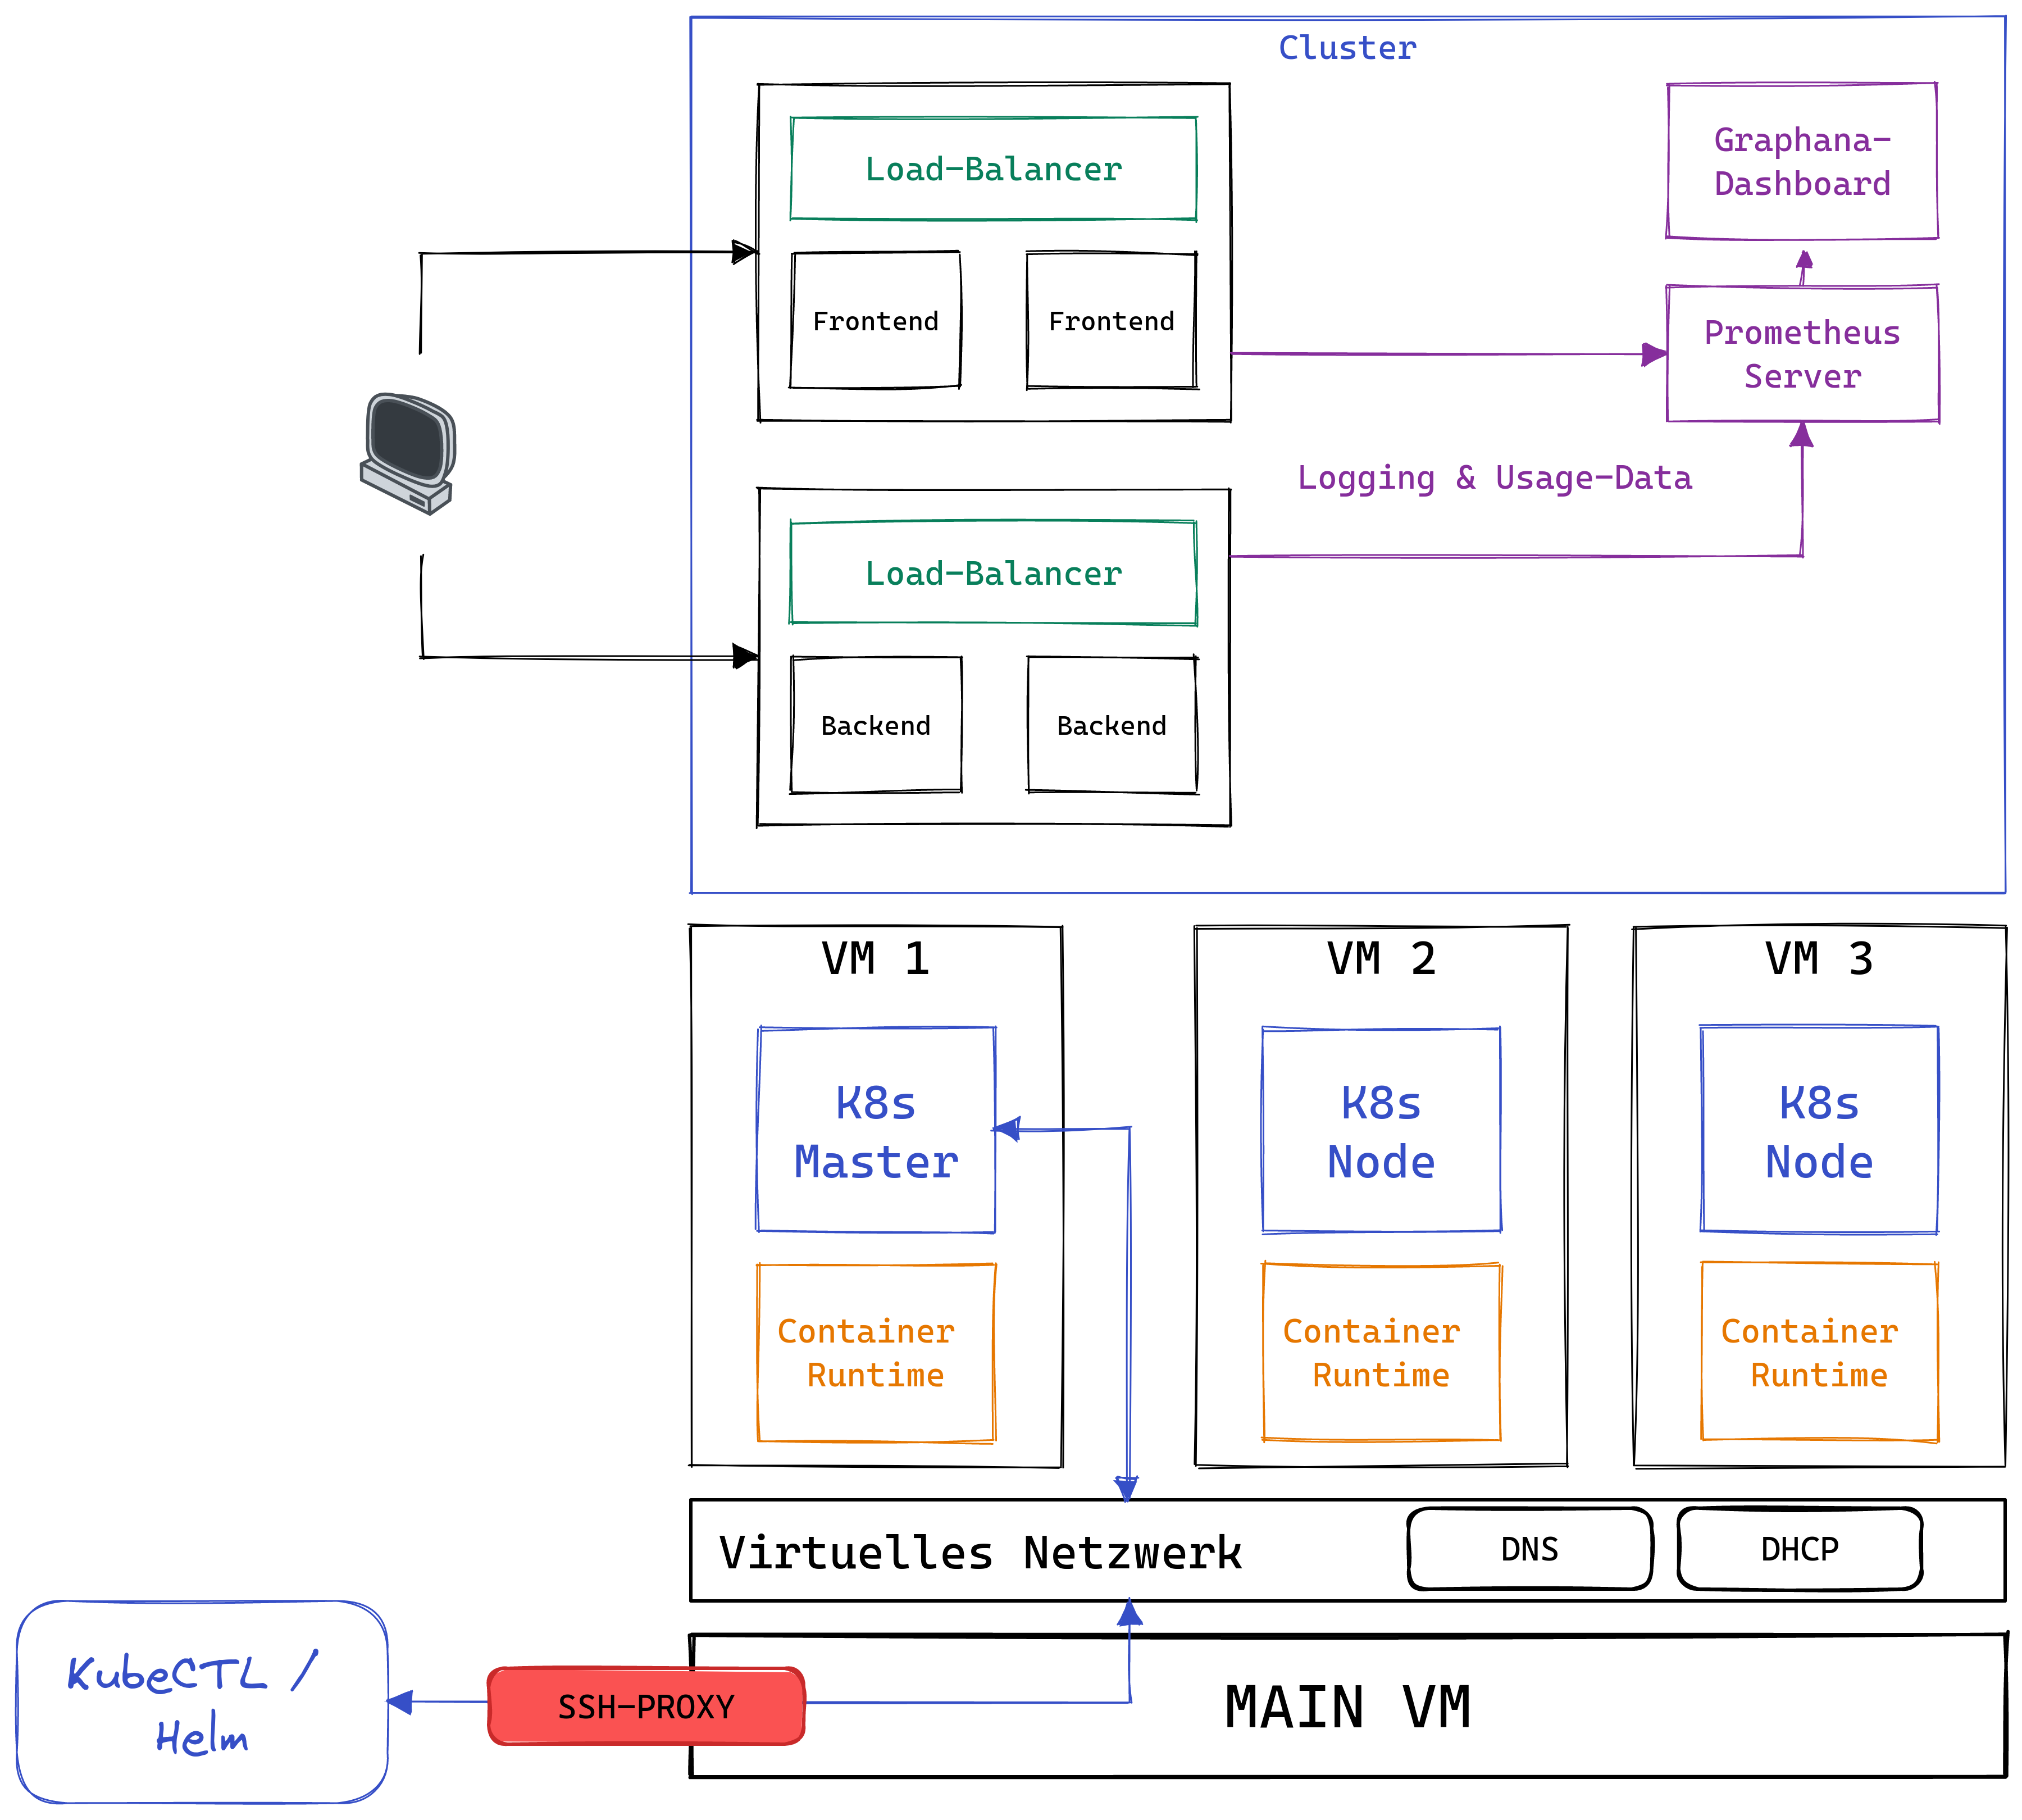 Cluster
Load-Balancer
Graphana-
Dashboard
Frontend
Frontend
Prometheus
Server
Logging & Usage-Data
Load-Balancer
Backend
Backend
VM 1
VM 2
VM 3
K8s
Master
K8s
Node
K8s
Node
Container
Runtime
Container
Runtime
Container
Runtime
Virtuelles Netzwerk
DNS
DHCP
KubeCTL /
Helm
SSH-PROXY
MAIN VM